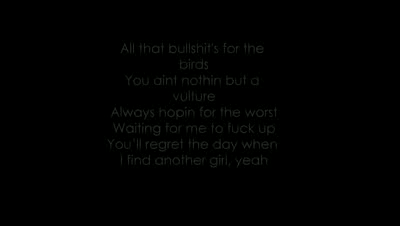 All that bullshit's for the
birds
You aint nothin but a
vulture
Always hopin for the worst
Waiting for me to fuck up
You'll regret the day when
I find another girl, yeah